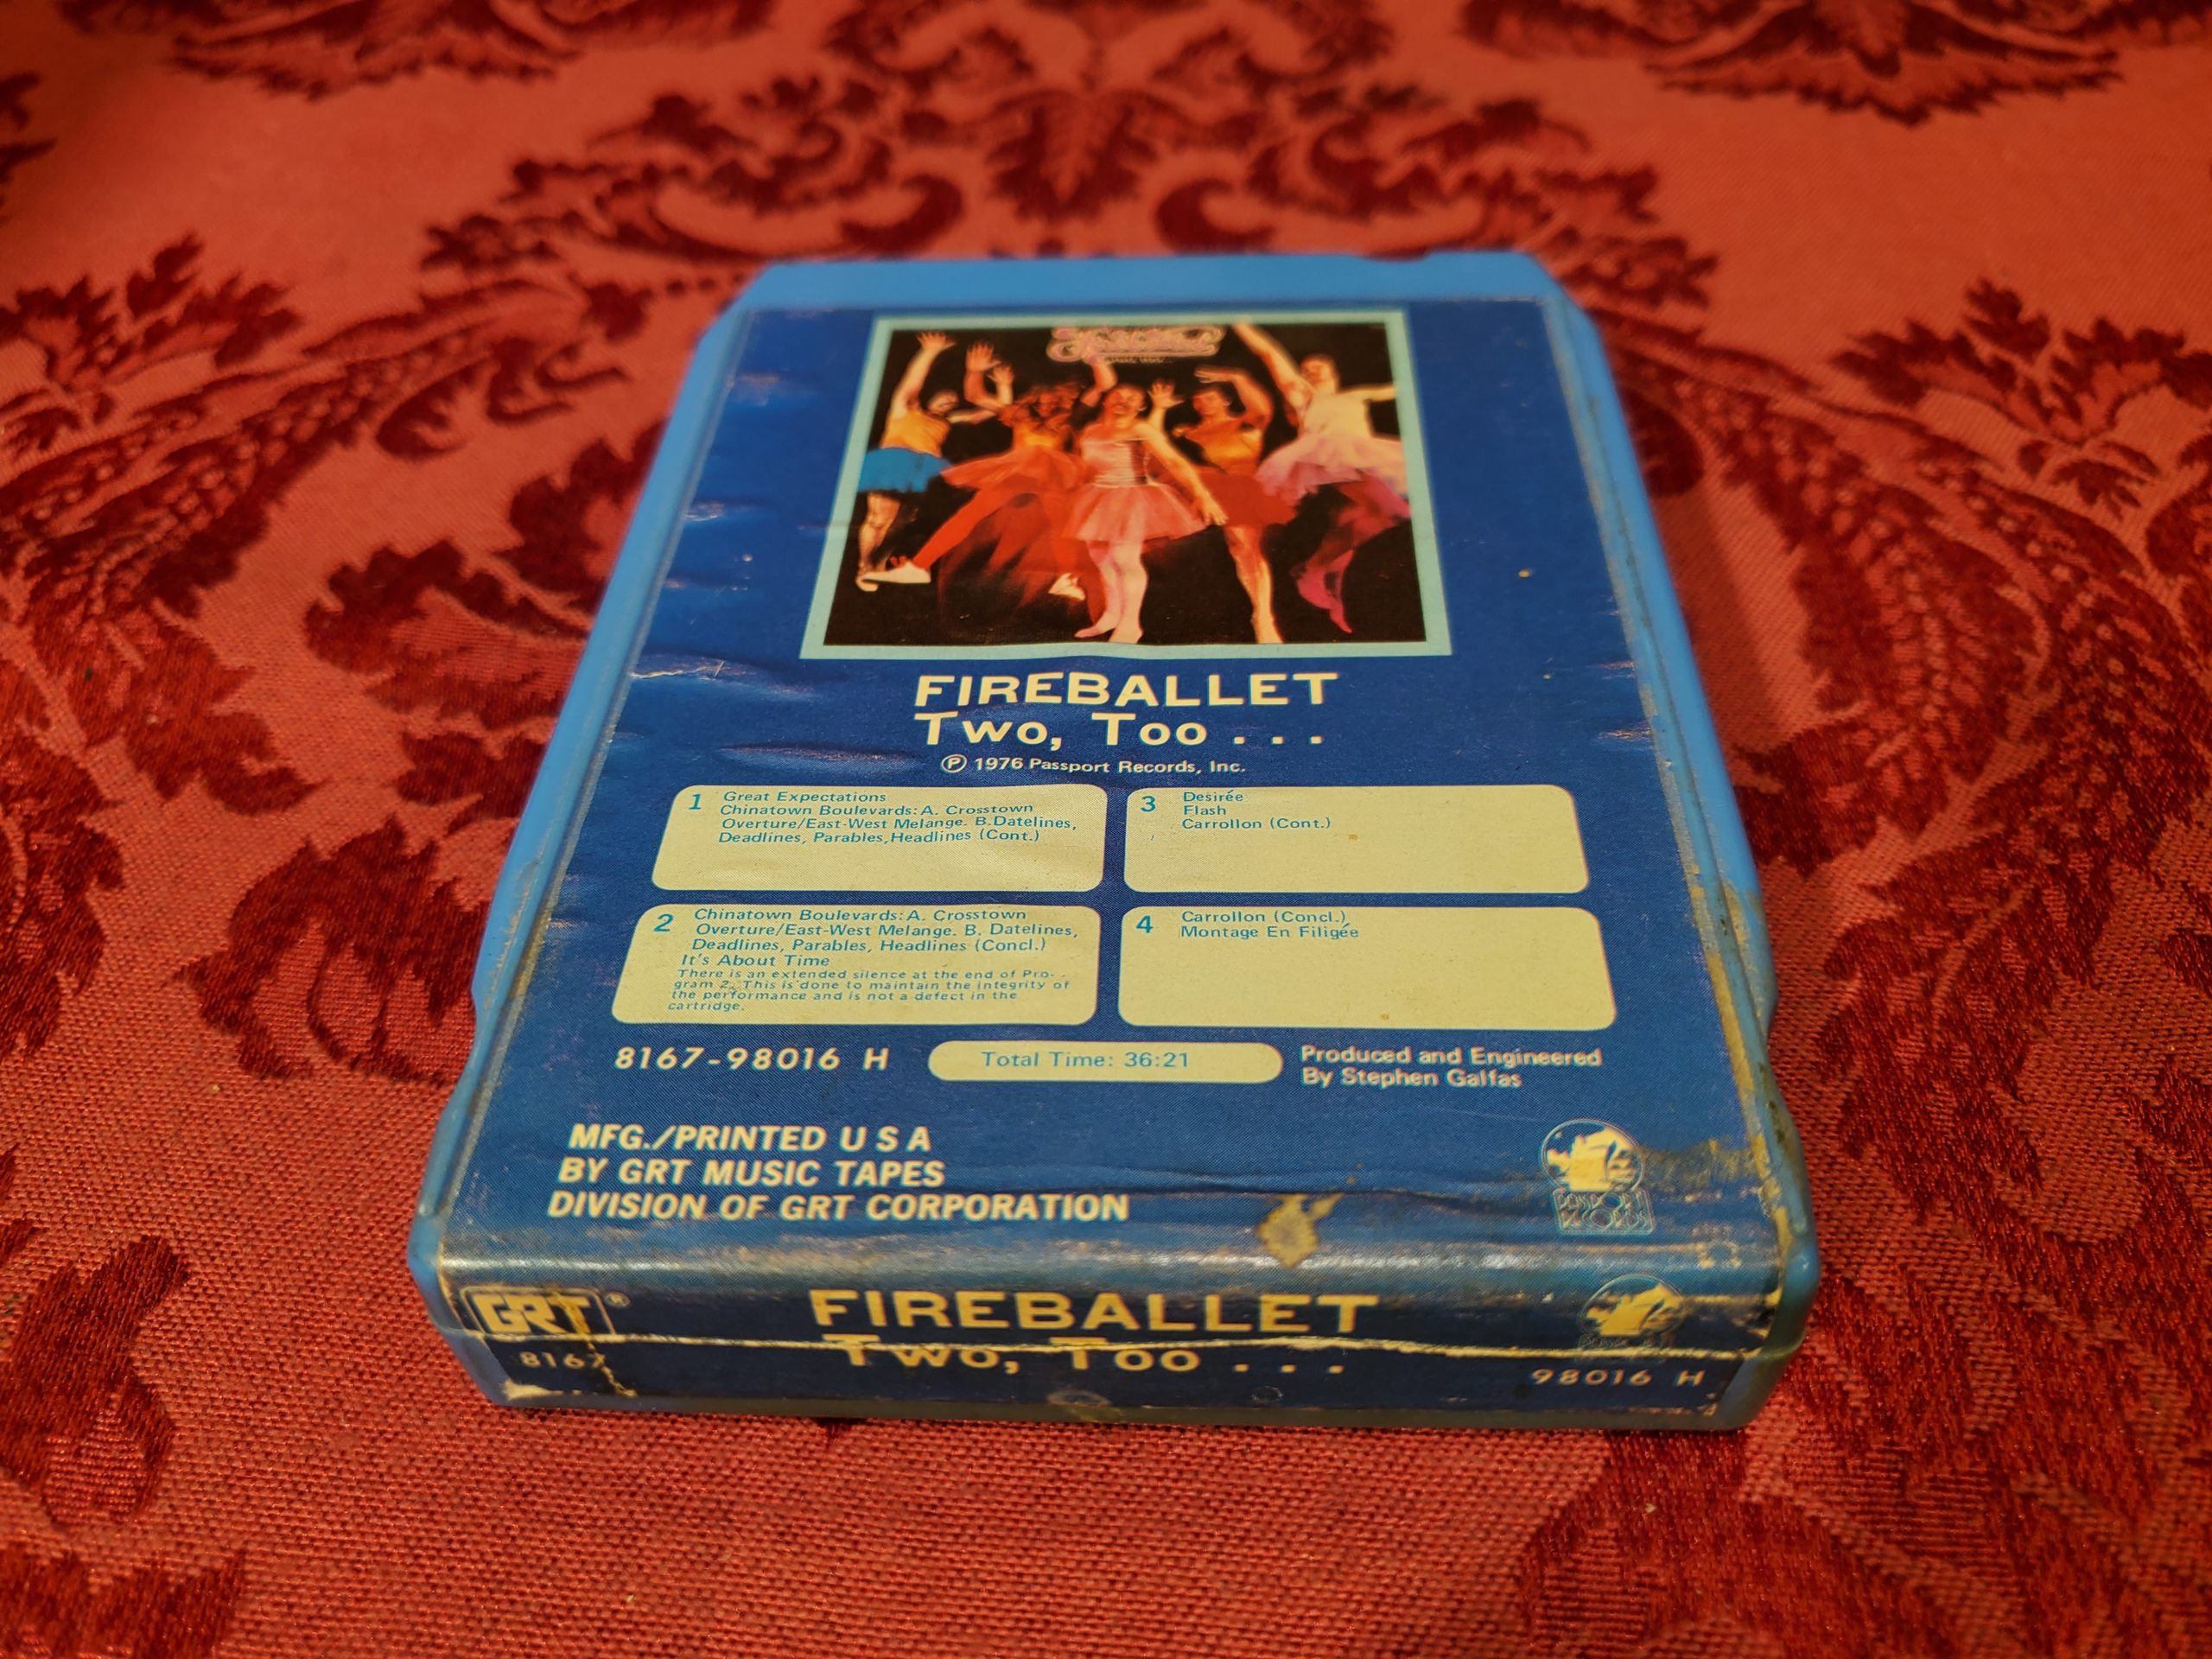 FIREBALLET
Two, Too . . .
℗ 1976 Passport Records, Inc.
1 Great Expectations
Chinatown Boulevards: A. Crosstown
Overture/East-West Melange. B.Datelines,
Deadlines, Parables,Headlines (Cont.)
2 Chinatown Boulevards: A. Crosstown
Overture/East-West Melange. B. Datelines,
Deadlines, Parables, Headlines (Concl.)
It's About Time
There is an extended silence at the end of Pro-
gram 2. This is done to maintain the integrity of
the performance and is not a defect in the
cartridge.
3 Desirée
Flash
Carrollon (Cont.)
4 Carrollon (Concl.)
Montage En Filigée
8167-98016 H
Total Time: 36:21
Produced and Engineered
By Stephen Galfas
MFG./PRINTED U S A
BY GRT MUSIC TAPES
DIVISION OF GRT CORPORATION
PASSPORT
RECORDS
GRT®
8167
FIREBALLET
Two, Too . . .
98016 H